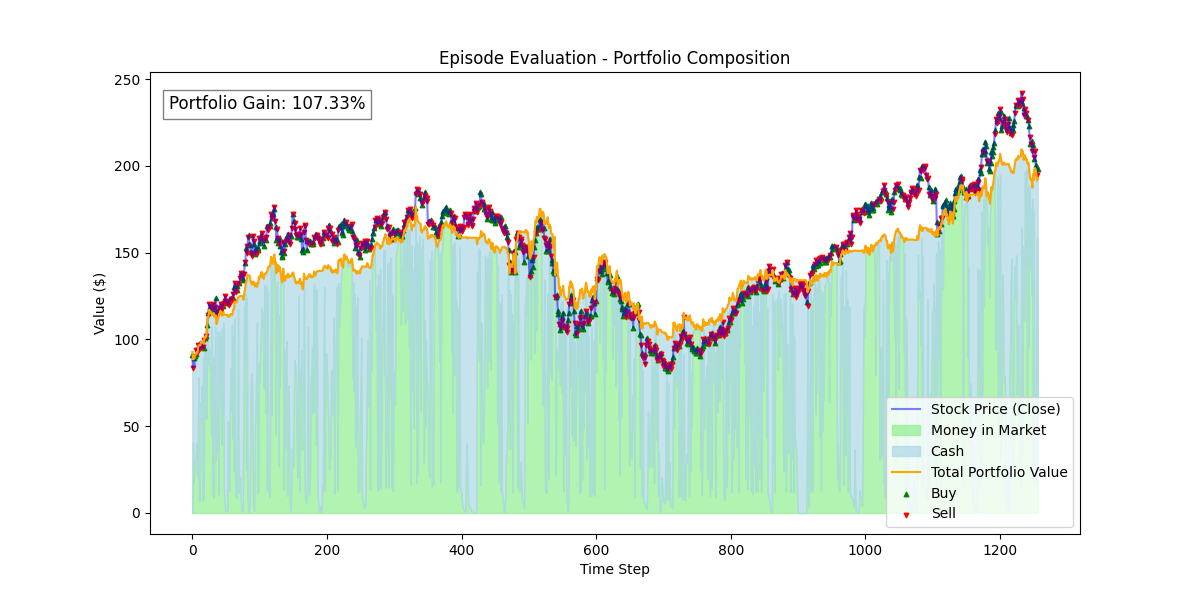 Episode Evaluation - Portfolio Composition
Portfolio Gain: 107.33%
250
200
150
100
50
0
Value ($)
0
200
400
600
800
1000
1200
Time Step
Stock Price (Close)
Money in Market
Cash
Total Portfolio Value
Buy
Sell